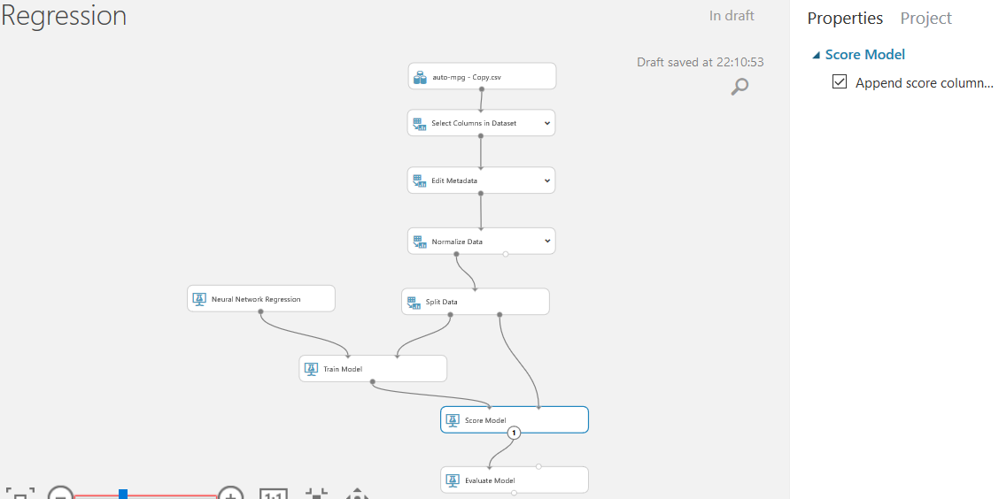 Regression
In draft
Draft saved at 22:10:53
auto-mpg - Copy.csv
Select Columns in Dataset
Edit Metadata
Normalize Data
Neural Network Regression
Split Data
Train Model
Score Model
1
Evaluate Model
1:1
Properties Project
Score Model
Append score column...